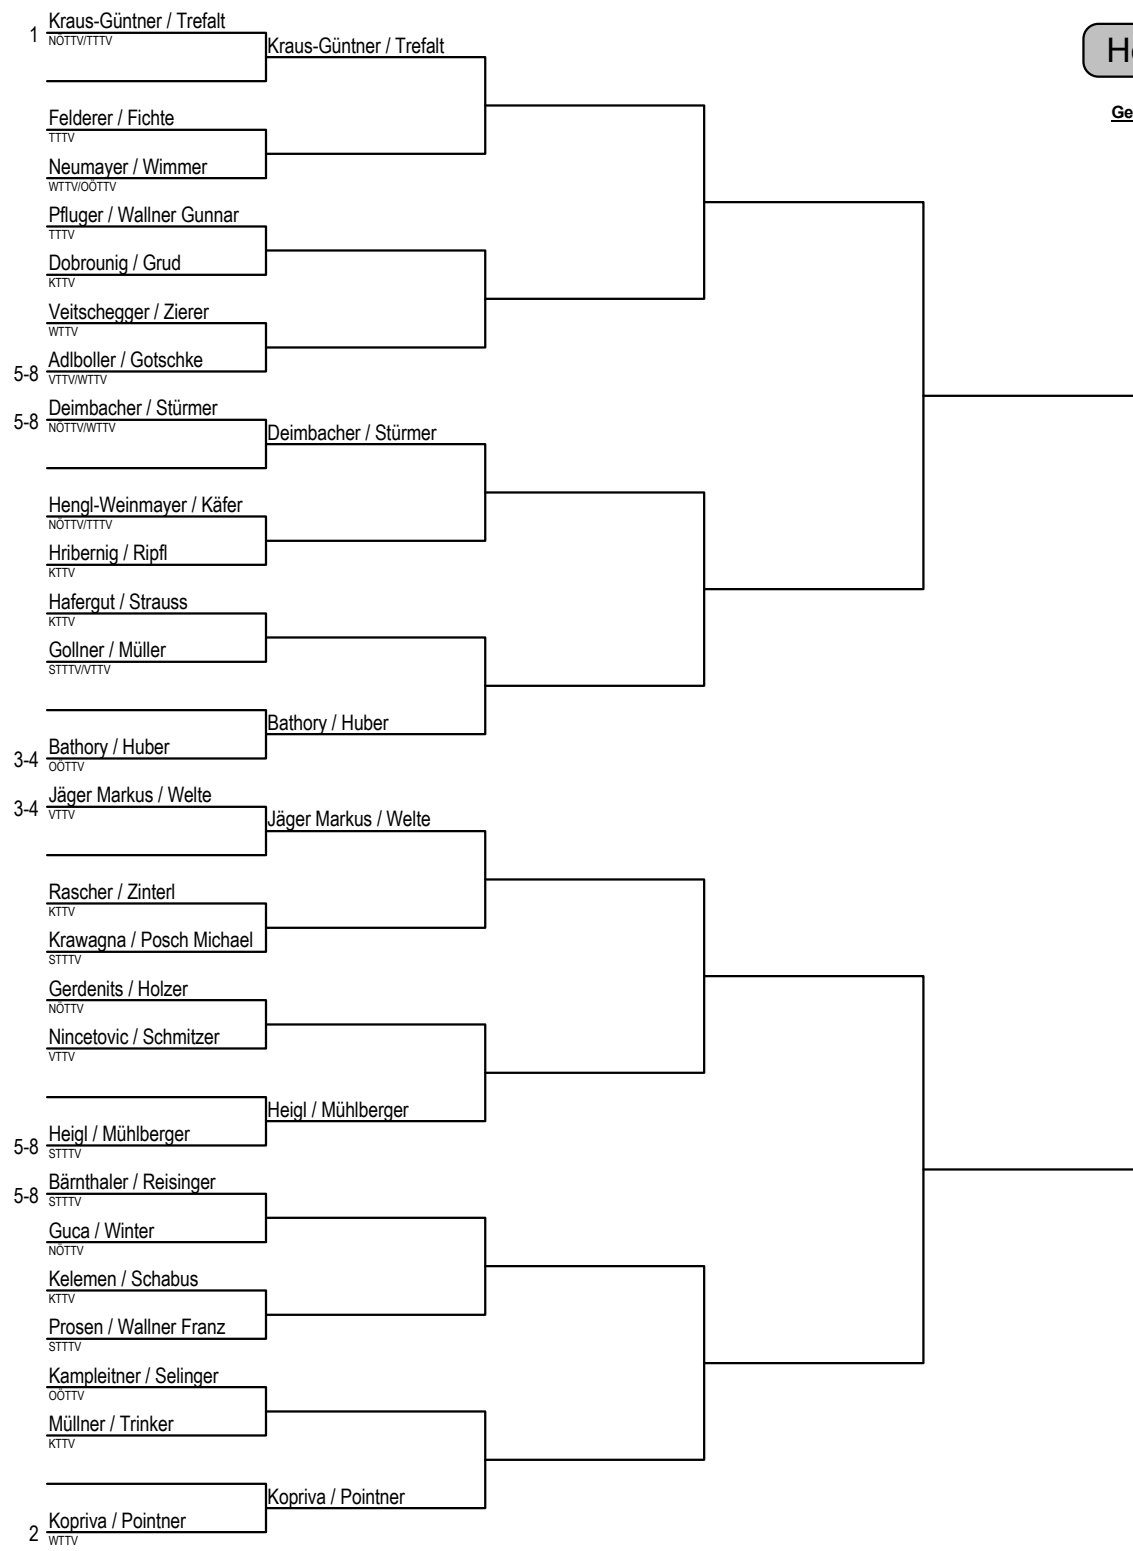 Kraus-Güntner / Trefalt
1
NÖTTV/TTTV
Kraus-Güntner / Trefalt
Felderer / Fichte
TTTV
Neumayer / Wimmer
WTTV/OÖTTV
Pfluger / Wallner Gunnar
TTTV
Dobrounig / Grud
KTTV
Veitschegger / Zierer
WTTV
Adlboller / Gotschke
5-8
VTTV/WTTV
Deimbacher / Stürmer
5-8
NÖTTV/WTTV
Deimbacher / Stürmer
Hengl-Weinmayer / Käfer
NÖTTV/TTTV
Hribernig / Ripfl
KTTV
Hafergut / Strauss
KTTV
Gollner / Müller
STTTV/VTTV
Bathory / Huber
Bathory / Huber
3-4
OÖTTV
Jäger Markus / Welte
3-4
VTTV
Jäger Markus / Welte
Rascher / Zinterl
KTTV
Krawagna / Posch Michael
STTTV
Gerdenits / Holzer
NÖTTV
Nincetovic / Schmitzer
VTTV
Heigl / Mühlberger
Heigl / Mühlberger
5-8
STTTV
Bärnthaler / Reisinger
5-8
STTTV
Guca / Winter
NÖTTV
Kelemen / Schabus
KTTV
Prosen / Wallner Franz
STTTV
Kampleitner / Selinger
OÖTTV
Müllner / Trinker
KTTV
Kopriva / Pointner
Kopriva / Pointner
2
WTTV
Ge